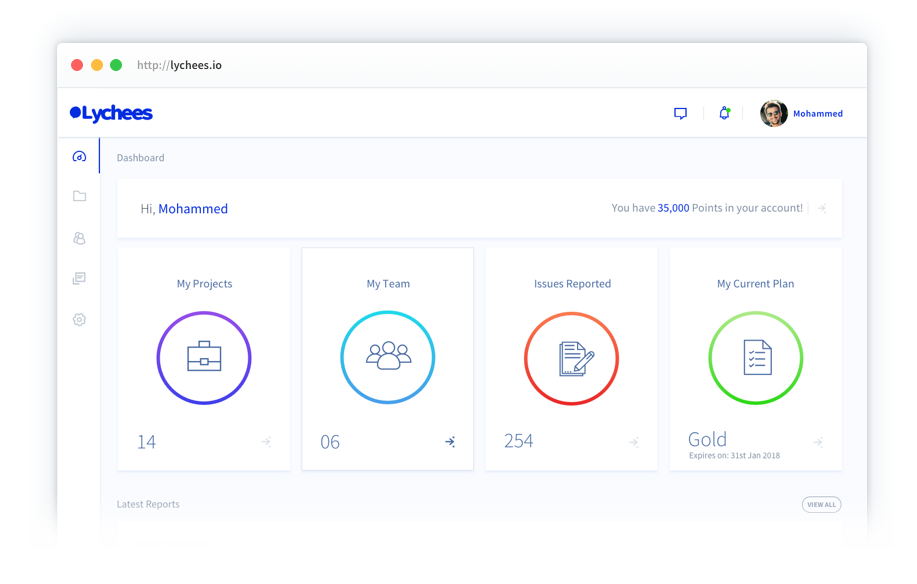 http://lychees.io
Lychees
Mohammed
Dashboard
Hi, Mohammed
You have 35,000 Points in your account!
My Projects
My Team
Issues Reported
My Current Plan
14
06
254
Gold
Expires on: 31st Jan 2018
Latest Reports
VIEW ALL